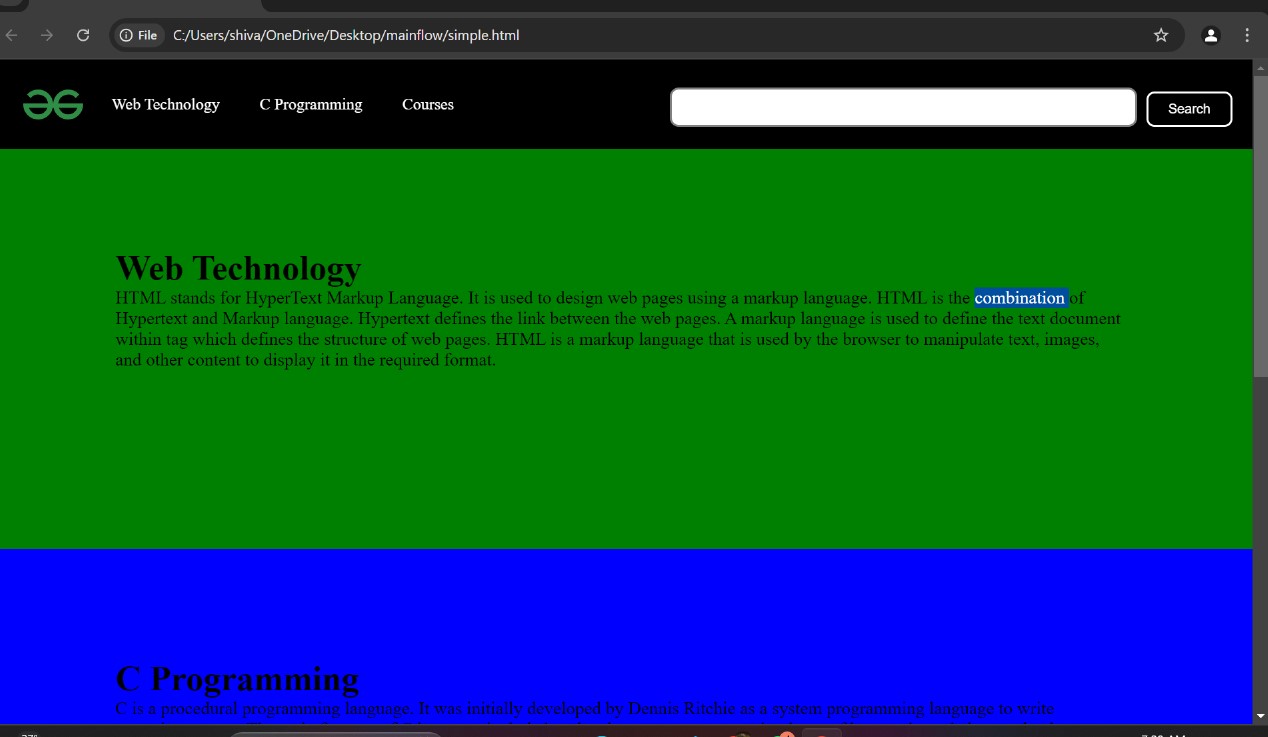 File C:/Users/shiva/OneDrive/Desktop/mainflow/simple.html
Web Technology C Programming Courses Search
Web Technology
HTML stands for HyperText Markup Language. It is used to design web pages using a markup language. HTML is the combination of
Hypertext and Markup language. Hypertext defines the link between the web pages. A markup language is used to define the text document
within tag which defines the structure of web pages. HTML is a markup language that is used by the browser to manipulate text, images,
and other content to display it in the required format.
C Programming
C is a procedural programming language. It was initially developed by Dennis Ritchie as a system programming language to write